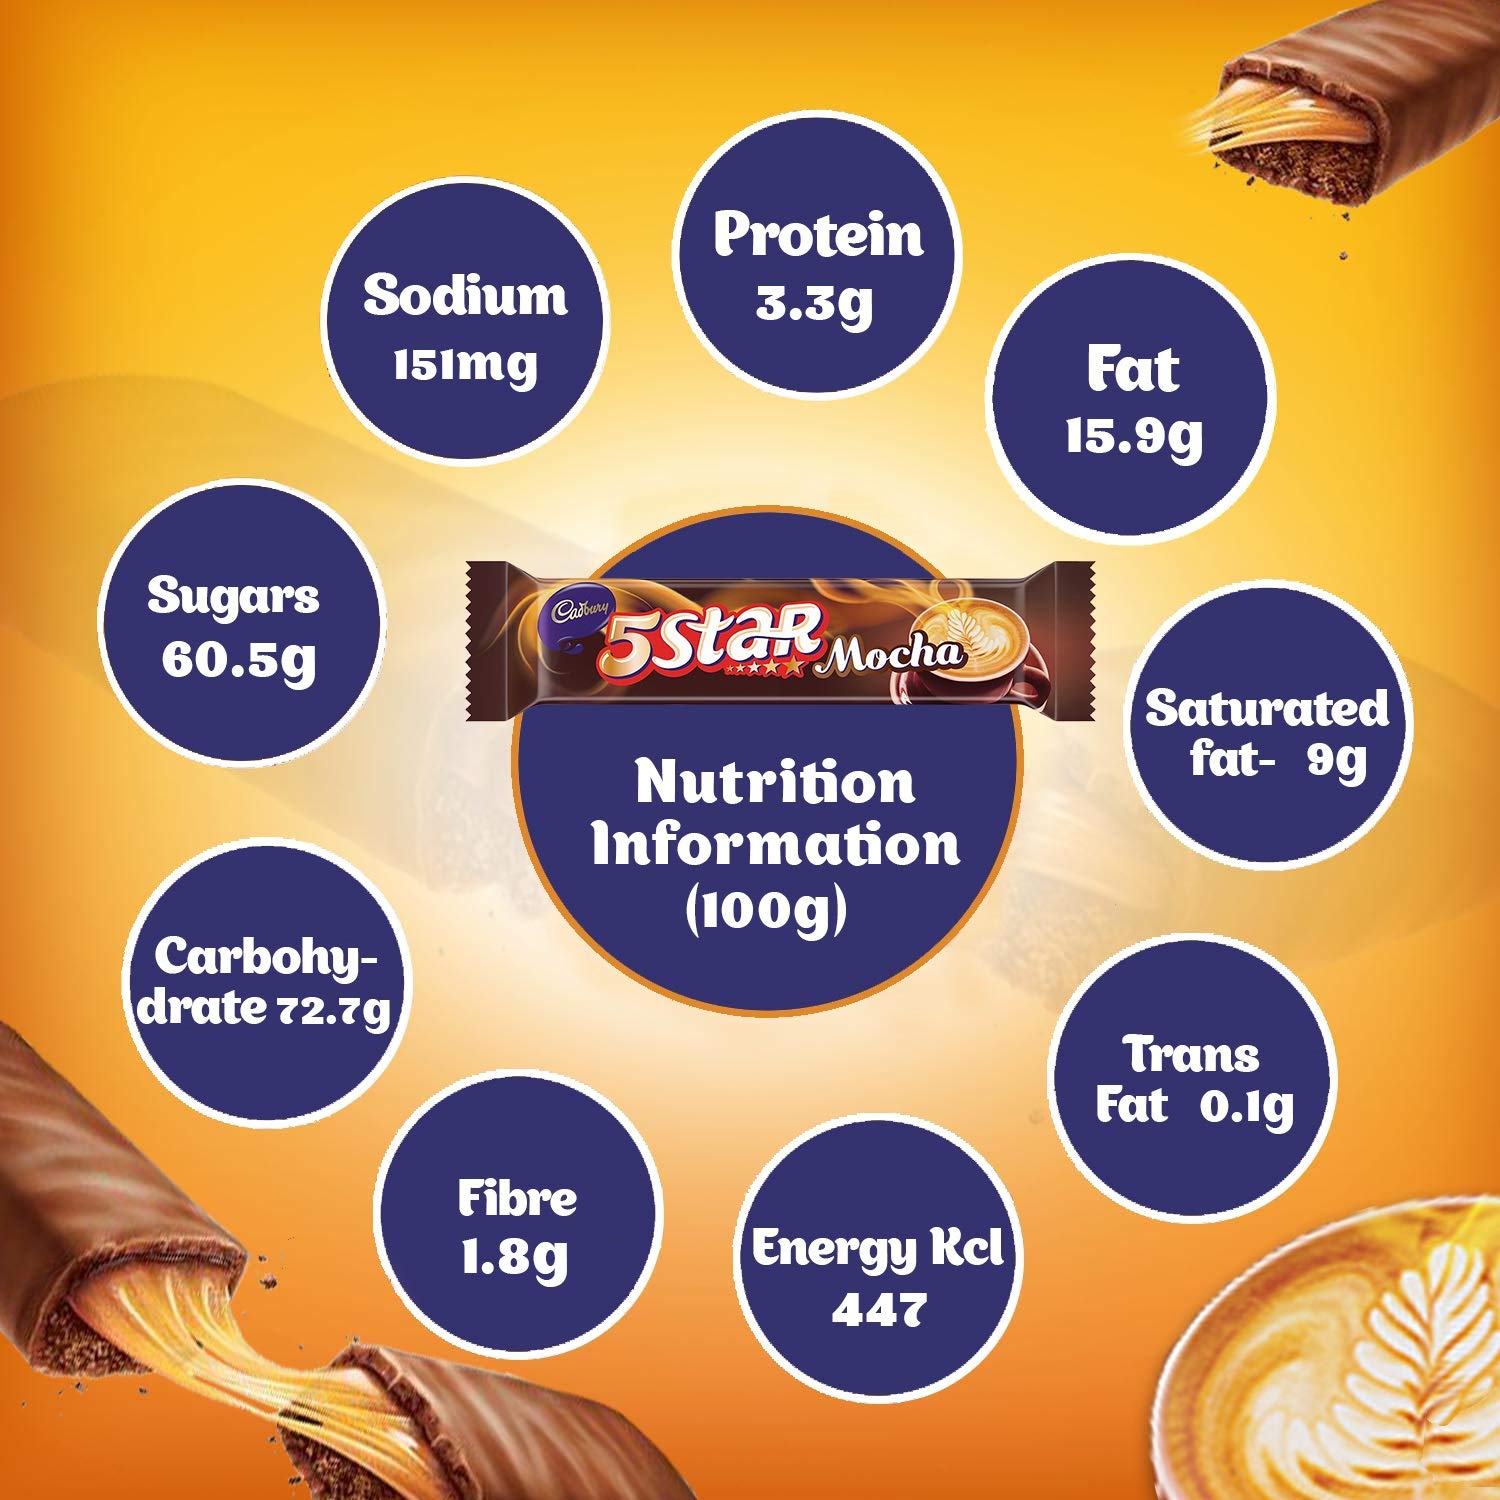 Protein
3.3g
Sodium
151mg
Fat
15.9g
Sugars
60.5g
Cadbury
5Star
Mocha
Saturated
fat- 9g
Nutrition
Information
(100g)
Carbohy-
drate 72.7g
Trans
Fat 0.1g
Fibre
1.8g
Energy Kcl
447